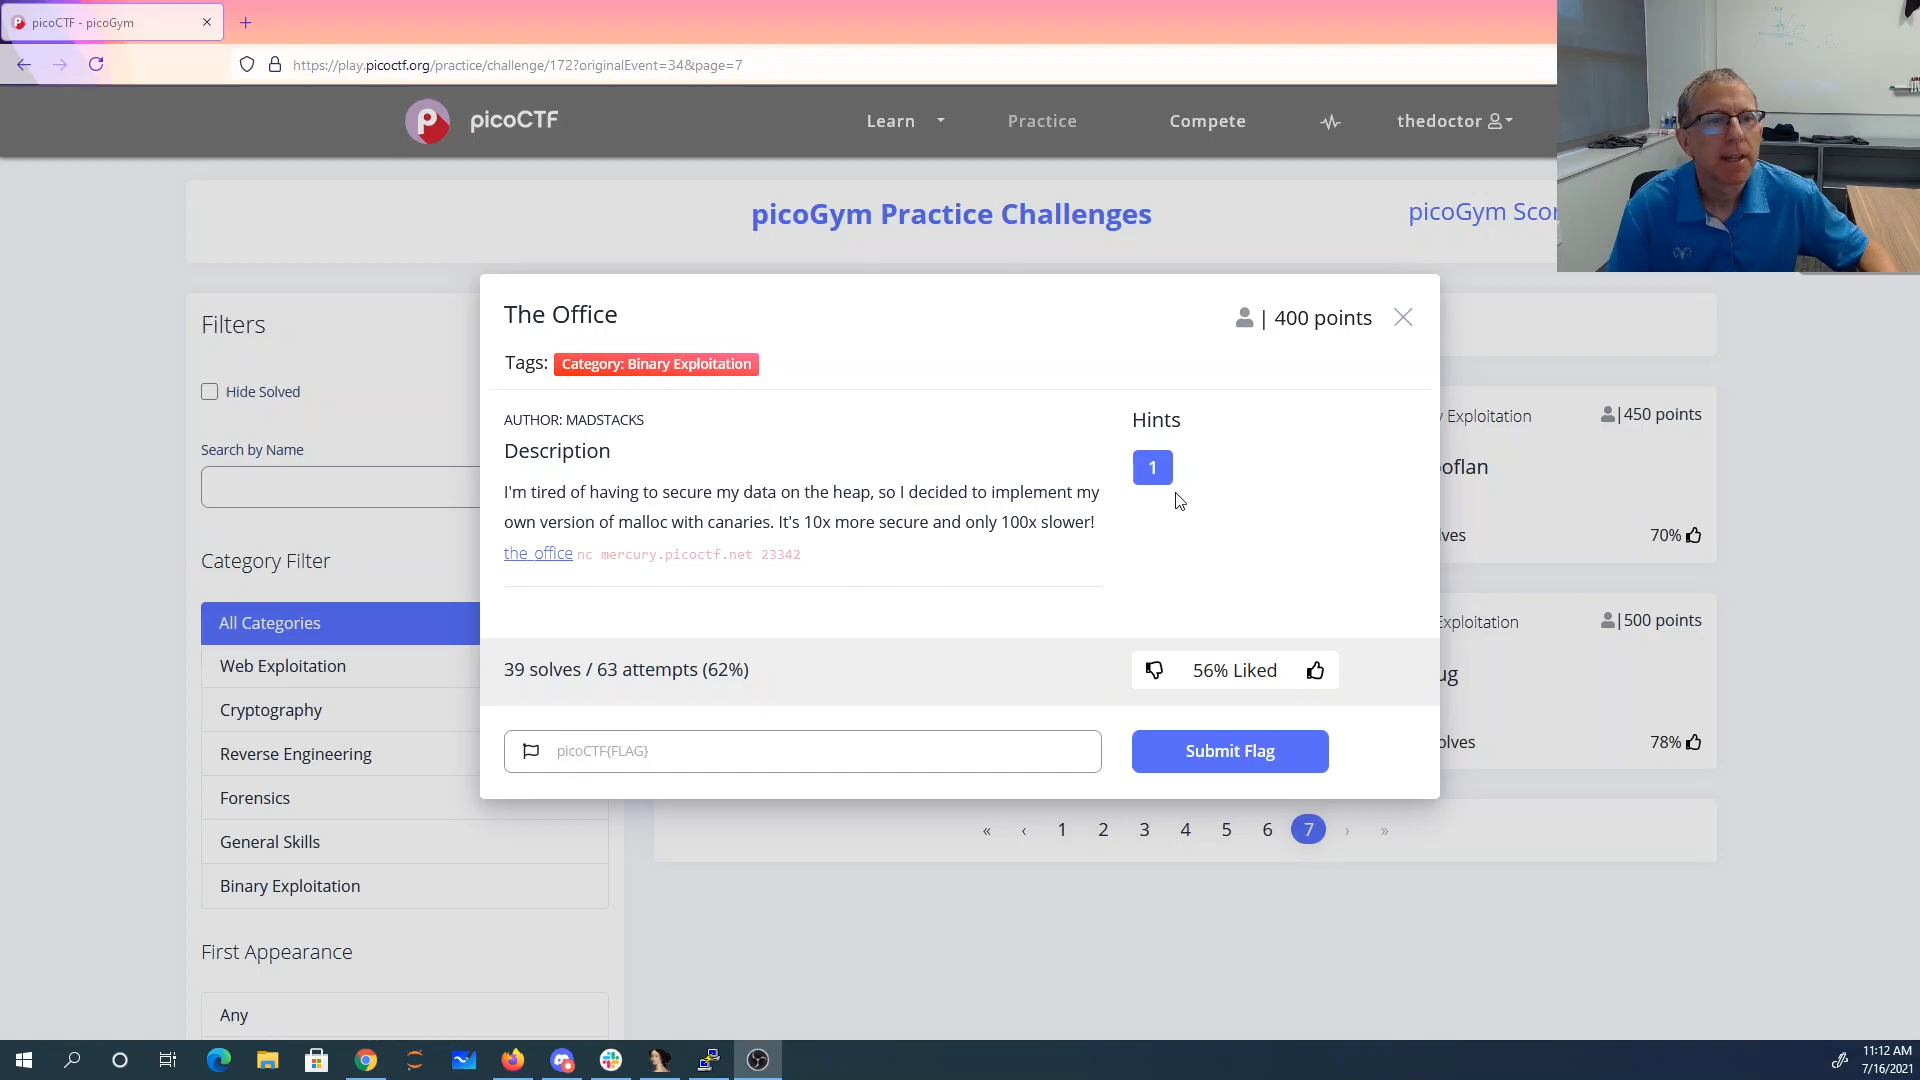 picoCTF - picoGym
https://play.picoctf.org/practice/challenge/172?originalEvent=34&page=7
picoCTF
Learn
Practice
Compete
thedoctor
picoGym Practice Challenges
picoGym Scor
Filters
Hide Solved
Search by Name
Category Filter
All Categories
Web Exploitation
Cryptography
Reverse Engineering
Forensics
General Skills
Binary Exploitation
First Appearance
Any
The Office
| 400 points
Tags: Category: Binary Exploitation
AUTHOR: MADSTACKS
Description
I'm tired of having to secure my data on the heap, so I decided to implement my
own version of malloc with canaries. It's 10x more secure and only 100x slower!
the_office nc mercury.picoctf.net 23342
Hints
1
39 solves / 63 attempts (62%)
56% Liked
picoCTF{FLAG}
Submit Flag
y Exploitation
|450 points
oflan
lves
70%
Exploitation
|500 points
ug
olves
78%
« ‹ 1 2 3 4 5 6 7 › »
11:12 AM
7/16/2021